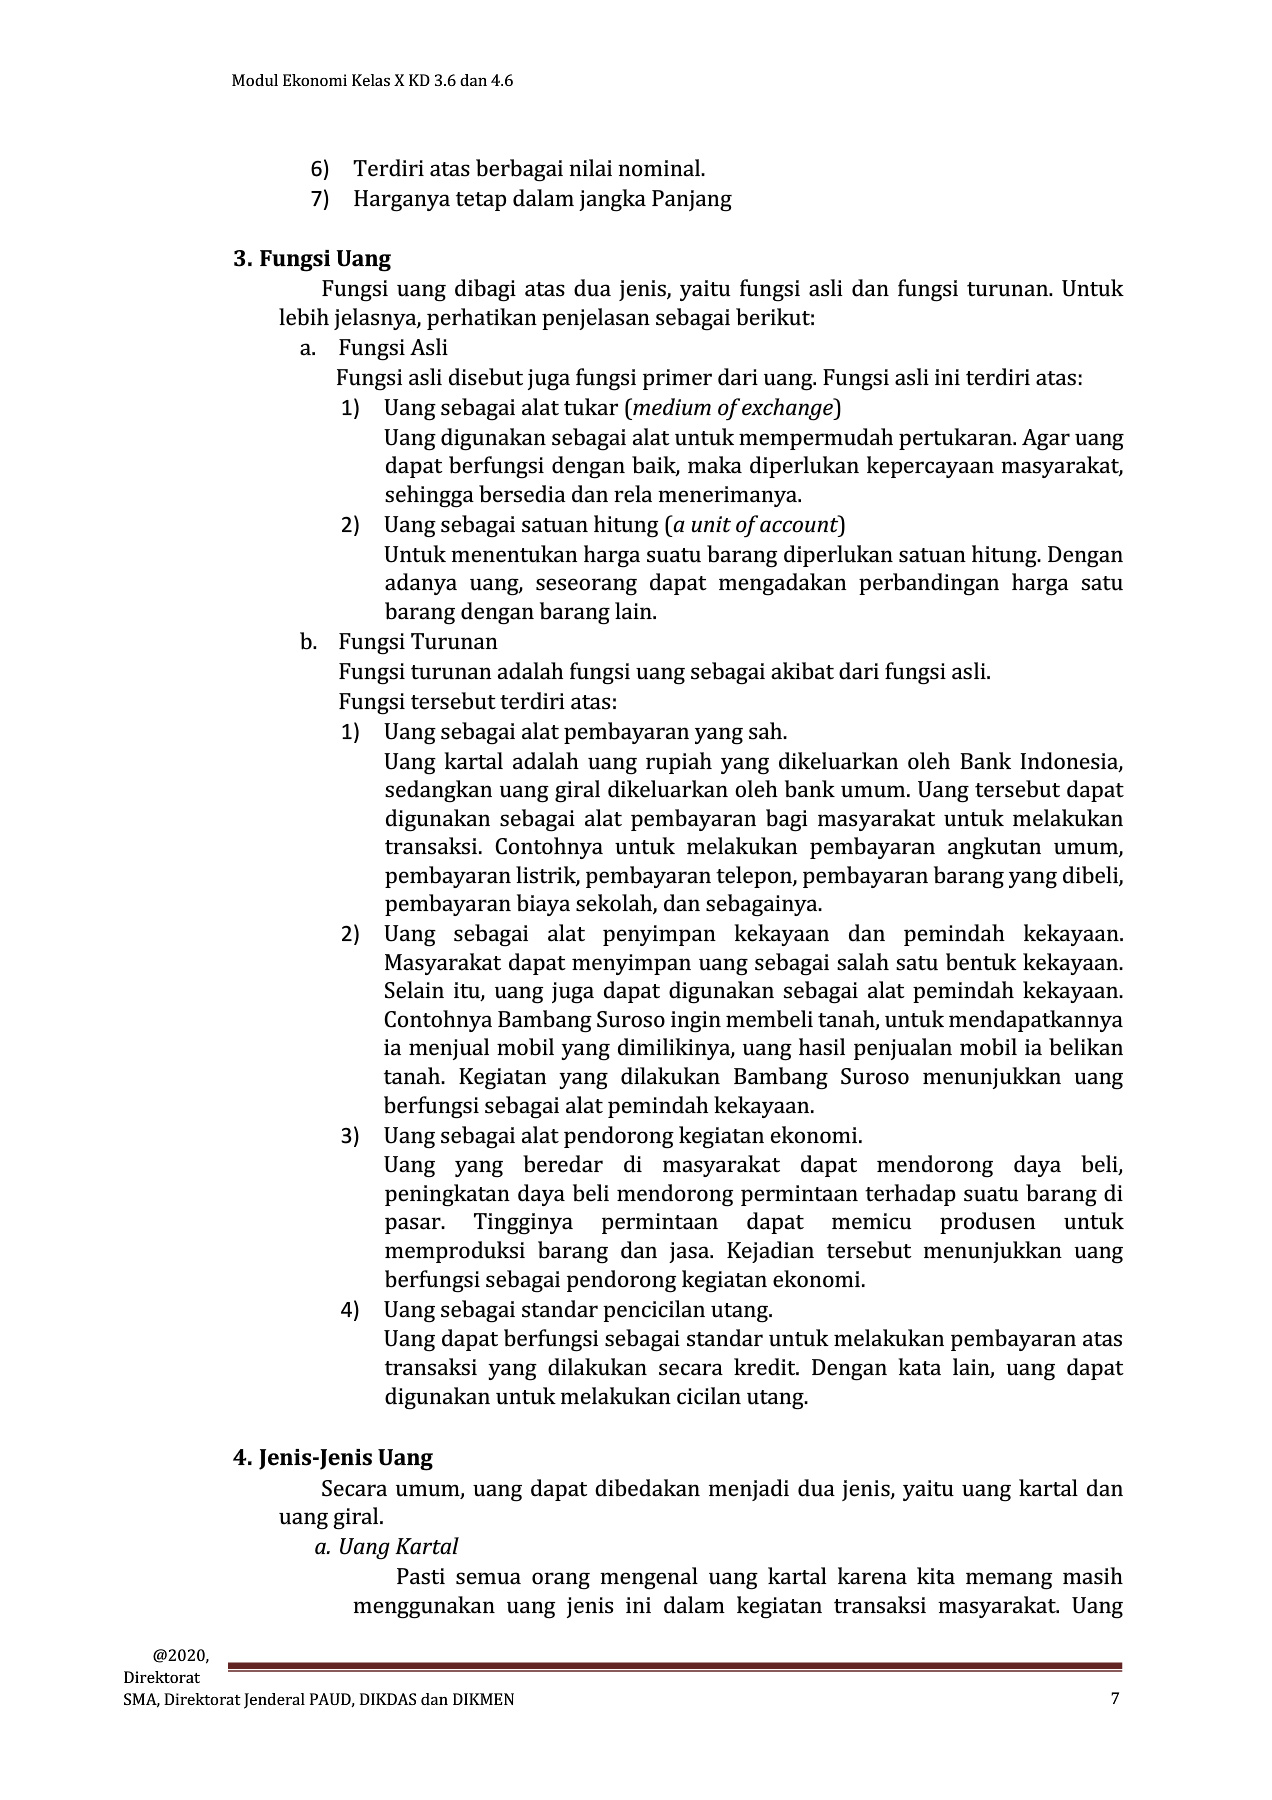 Modul Ekonomi Kelas X KD 3.6 dan 4.6
6) Terdiri atas berbagai nilai nominal.
7) Harganya tetap dalam jangka Panjang
3. Fungsi Uang
Fungsi uang dibagi atas dua jenis, yaitu fungsi asli dan fungsi turunan. Untuk
lebih jelasnya, perhatikan penjelasan sebagai berikut:
a. Fungsi Asli
Fungsi asli disebut juga fungsi primer dari uang. Fungsi asli ini terdiri atas:
1) Uang sebagai alat tukar (medium of exchange)
Uang digunakan sebagai alat untuk mempermudah pertukaran. Agar uang
dapat berfungsi dengan baik, maka diperlukan kepercayaan masyarakat,
sehingga bersedia dan rela menerimanya.
2) Uang sebagai satuan hitung (a unit of account)
Untuk menentukan harga suatu barang diperlukan satuan hitung. Dengan
adanya uang, seseorang dapat mengadakan perbandingan harga satu
barang dengan barang lain.
b. Fungsi Turunan
Fungsi turunan adalah fungsi uang sebagai akibat dari fungsi asli.
Fungsi tersebut terdiri atas:
1) Uang sebagai alat pembayaran yang sah.
Uang kartal adalah uang rupiah yang dikeluarkan oleh Bank Indonesia,
sedangkan uang giral dikeluarkan oleh bank umum. Uang tersebut dapat
digunakan sebagai alat pembayaran bagi masyarakat untuk melakukan
transaksi. Contohnya untuk melakukan pembayaran angkutan umum,
pembayaran listrik, pembayaran telepon, pembayaran barang yang dibeli,
pembayaran biaya sekolah, dan sebagainya.
2) Uang sebagai alat penyimpan kekayaan dan pemindah kekayaan.
Masyarakat dapat menyimpan uang sebagai salah satu bentuk kekayaan.
Selain itu, uang juga dapat digunakan sebagai alat pemindah kekayaan.
Contohnya Bambang Suroso ingin membeli tanah, untuk mendapatkannya
ia menjual mobil yang dimilikinya, uang hasil penjualan mobil ia belikan
tanah. Kegiatan yang dilakukan Bambang Suroso menunjukkan uang
berfungsi sebagai alat pemindah kekayaan.
3) Uang sebagai alat pendorong kegiatan ekonomi.
Uang yang beredar di masyarakat dapat mendorong daya beli,
peningkatan daya beli mendorong permintaan terhadap suatu barang di
pasar. Tingginya permintaan dapat memicu produsen untuk
memproduksi barang dan jasa. Kejadian tersebut menunjukkan uang
berfungsi sebagai pendorong kegiatan ekonomi.
4) Uang sebagai standar pencicilan utang.
Uang dapat berfungsi sebagai standar untuk melakukan pembayaran atas
transaksi yang dilakukan secara kredit. Dengan kata lain, uang dapat
digunakan untuk melakukan cicilan utang.
4. Jenis-Jenis Uang
Secara umum, uang dapat dibedakan menjadi dua jenis, yaitu uang kartal dan
uang giral.
a. Uang Kartal
Pasti semua orang mengenal uang kartal karena kita memang masih
menggunakan uang jenis ini dalam kegiatan transaksi masyarakat. Uang
@2020,
Direktorat
SMA, Direktorat Jenderal PAUD, DIKDAS dan DIKMEN 7